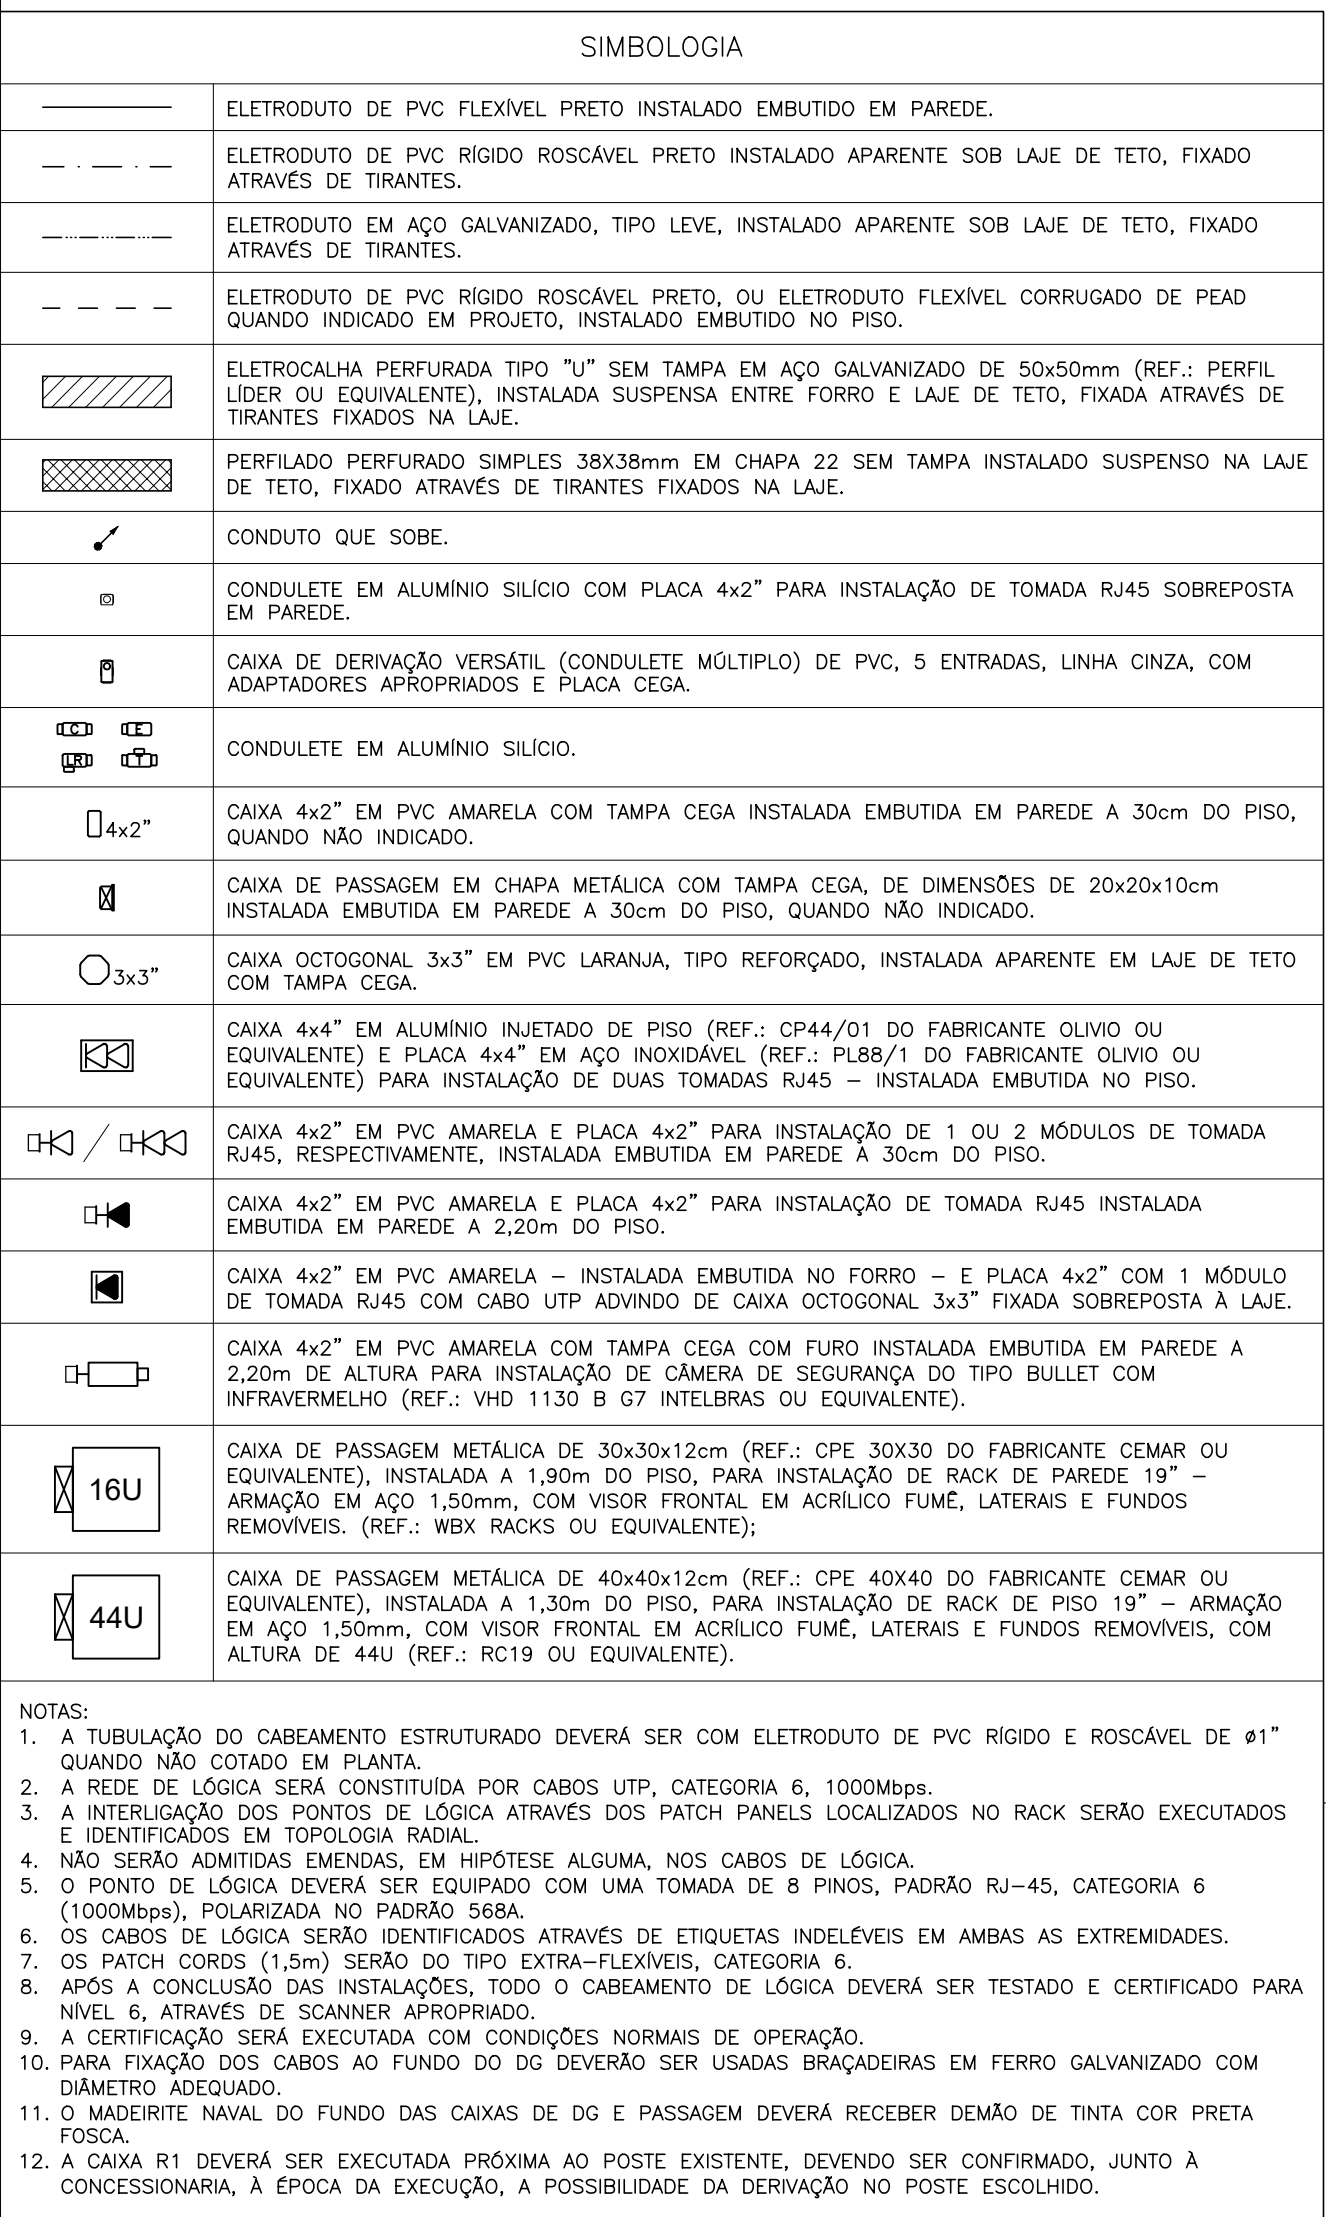 SIMBOLOGIA
ELETRODUTO DE PVC FLEXÍVEL PRETO INSTALADO EMBUTIDO EM PAREDE.
ELETRODUTO DE PVC RÍGIDO ROSCÁVEL PRETO INSTALADO APARENTE SOB LAJE DE TETO, FIXADO
ATRAVÉS DE TIRANTES.
ELETRODUTO EM AÇO GALVANIZADO, TIPO LEVE, INSTALADO APARENTE SOB LAJE DE TETO, FIXADO
ATRAVÉS DE TIRANTES.
ELETRODUTO DE PVC RÍGIDO ROSCÁVEL PRETO, OU ELETRODUTO FLEXÍVEL CORRUGADO DE PEAD
QUANDO INDICADO EM PROJETO, INSTALADO EMBUTIDO NO PISO.
ELETROCALHA PERFURADA TIPO "U" SEM TAMPA EM AÇO GALVANIZADO DE 50x50mm (REF.: PERFIL
LÍDER OU EQUIVALENTE), INSTALADA SUSPENSA ENTRE FORRO E LAJE DE TETO, FIXADA ATRAVÉS DE
TIRANTES FIXADOS NA LAJE.
PERFILADO PERFURADO SIMPLES 38X38mm EM CHAPA 22 SEM TAMPA INSTALADO SUSPENSO NA LAJE
DE TETO, FIXADO ATRAVÉS DE TIRANTES FIXADOS NA LAJE.
CONDUTO QUE SOBE.
CONDULETE EM ALUMÍNIO SILÍCIO COM PLACA 4x2" PARA INSTALAÇÃO DE TOMADA RJ45 SOBREPOSTA
EM PAREDE.
CAIXA DE DERIVAÇÃO VERSÁTIL (CONDULETE MÚLTIPLO) DE PVC, 5 ENTRADAS, LINHA CINZA, COM
ADAPTADORES APROPRIADOS E PLACA CEGA.
C E
LR T
CONDULETE EM ALUMÍNIO SILÍCIO.
4x2"
CAIXA 4x2" EM PVC AMARELA COM TAMPA CEGA INSTALADA EMBUTIDA EM PAREDE A 30cm DO PISO,
QUANDO NÃO INDICADO.
CAIXA DE PASSAGEM EM CHAPA METÁLICA COM TAMPA CEGA, DE DIMENSÕES DE 20x20x10cm
INSTALADA EMBUTIDA EM PAREDE A 30cm DO PISO, QUANDO NÃO INDICADO.
3x3"
CAIXA OCTOGONAL 3x3" EM PVC LARANJA, TIPO REFORÇADO, INSTALADA APARENTE EM LAJE DE TETO
COM TAMPA CEGA.
CAIXA 4x4" EM ALUMÍNIO INJETADO DE PISO (REF.: CP44/01 DO FABRICANTE OLIVIO OU
EQUIVALENTE) E PLACA 4x4" EM AÇO INOXIDÁVEL (REF.: PL88/1 DO FABRICANTE OLIVIO OU
EQUIVALENTE) PARA INSTALAÇÃO DE DUAS TOMADAS RJ45 – INSTALADA EMBUTIDA NO PISO.
CAIXA 4x2" EM PVC AMARELA E PLACA 4x2" PARA INSTALAÇÃO DE 1 OU 2 MÓDULOS DE TOMADA
RJ45, RESPECTIVAMENTE, INSTALADA EMBUTIDA EM PAREDE A 30cm DO PISO.
CAIXA 4x2" EM PVC AMARELA E PLACA 4x2" PARA INSTALAÇÃO DE TOMADA RJ45 INSTALADA
EMBUTIDA EM PAREDE A 2,20m DO PISO.
CAIXA 4x2" EM PVC AMARELA – INSTALADA EMBUTIDA NO FORRO – E PLACA 4x2" COM 1 MÓDULO
DE TOMADA RJ45 COM CABO UTP ADVINDO DE CAIXA OCTOGONAL 3x3" FIXADA SOBREPOSTA À LAJE.
CAIXA 4x2" EM PVC AMARELA COM TAMPA CEGA COM FURO INSTALADA EMBUTIDA EM PAREDE A
2,20m DE ALTURA PARA INSTALAÇÃO DE CÂMERA DE SEGURANÇA DO TIPO BULLET COM
INFRAVERMELHO (REF.: VHD 1130 B G7 INTELBRAS OU EQUIVALENTE).
16U
CAIXA DE PASSAGEM METÁLICA DE 30x30x12cm (REF.: CPE 30X30 DO FABRICANTE CEMAR OU
EQUIVALENTE), INSTALADA A 1,90m DO PISO, PARA INSTALAÇÃO DE RACK DE PAREDE 19" –
ARMAÇÃO EM AÇO 1,50mm, COM VISOR FRONTAL EM ACRÍLICO FUMÊ, LATERAIS E FUNDOS
REMOVÍVEIS. (REF.: WBX RACKS OU EQUIVALENTE);
44U
CAIXA DE PASSAGEM METÁLICA DE 40x40x12cm (REF.: CPE 40X40 DO FABRICANTE CEMAR OU
EQUIVALENTE), INSTALADA A 1,30m DO PISO, PARA INSTALAÇÃO DE RACK DE PISO 19" – ARMAÇÃO
EM AÇO 1,50mm, COM VISOR FRONTAL EM ACRÍLICO FUMÊ, LATERAIS E FUNDOS REMOVÍVEIS, COM
ALTURA DE 44U (REF.: RC19 OU EQUIVALENTE).
NOTAS:
1. A TUBULAÇÃO DO CABEAMENTO ESTRUTURADO DEVERÁ SER COM ELETRODUTO DE PVC RÍGIDO E ROSCÁVEL DE ø1"
QUANDO NÃO COTADO EM PLANTA.
2. A REDE DE LÓGICA SERÁ CONSTITUÍDA POR CABOS UTP, CATEGORIA 6, 1000Mbps.
3. A INTERLIGAÇÃO DOS PONTOS DE LÓGICA ATRAVÉS DOS PATCH PANELS LOCALIZADOS NO RACK SERÃO EXECUTADOS
E IDENTIFICADOS EM TOPOLOGIA RADIAL.
4. NÃO SERÃO ADMITIDAS EMENDAS, EM HIPÓTESE ALGUMA, NOS CABOS DE LÓGICA.
5. O PONTO DE LÓGICA DEVERÁ SER EQUIPADO COM UMA TOMADA DE 8 PINOS, PADRÃO RJ–45, CATEGORIA 6
(1000Mbps), POLARIZADA NO PADRÃO 568A.
6. OS CABOS DE LÓGICA SERÃO IDENTIFICADOS ATRAVÉS DE ETIQUETAS INDELÉVEIS EM AMBAS AS EXTREMIDADES.
7. OS PATCH CORDS (1,5m) SERÃO DO TIPO EXTRA–FLEXÍVEIS, CATEGORIA 6.
8. APÓS A CONCLUSÃO DAS INSTALAÇÕES, TODO O CABEAMENTO DE LÓGICA DEVERÁ SER TESTADO E CERTIFICADO PARA
NÍVEL 6, ATRAVÉS DE SCANNER APROPRIADO.
9. A CERTIFICAÇÃO SERÁ EXECUTADA COM CONDIÇÕES NORMAIS DE OPERAÇÃO.
10. PARA FIXAÇÃO DOS CABOS AO FUNDO DO DG DEVERÃO SER USADAS BRAÇADEIRAS EM FERRO GALVANIZADO COM
DIÂMETRO ADEQUADO.
11. O MADEIRITE NAVAL DO FUNDO DAS CAIXAS DE DG E PASSAGEM DEVERÁ RECEBER DEMÃO DE TINTA COR PRETA
FOSCA.
12. A CAIXA R1 DEVERÁ SER EXECUTADA PRÓXIMA AO POSTE EXISTENTE, DEVENDO SER CONFIRMADO, JUNTO À
CONCESSIONARIA, À ÉPOCA DA EXECUÇÃO, A POSSIBILIDADE DA DERIVAÇÃO NO POSTE ESCOLHIDO.